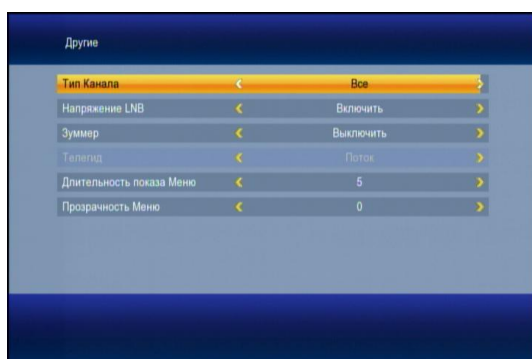 Другие
Тип Канала Все
Напряжение LNB Включить
Зуммер Выключить
Телегид Поток
Длительность показа Меню 5
Прозрачность Меню 0